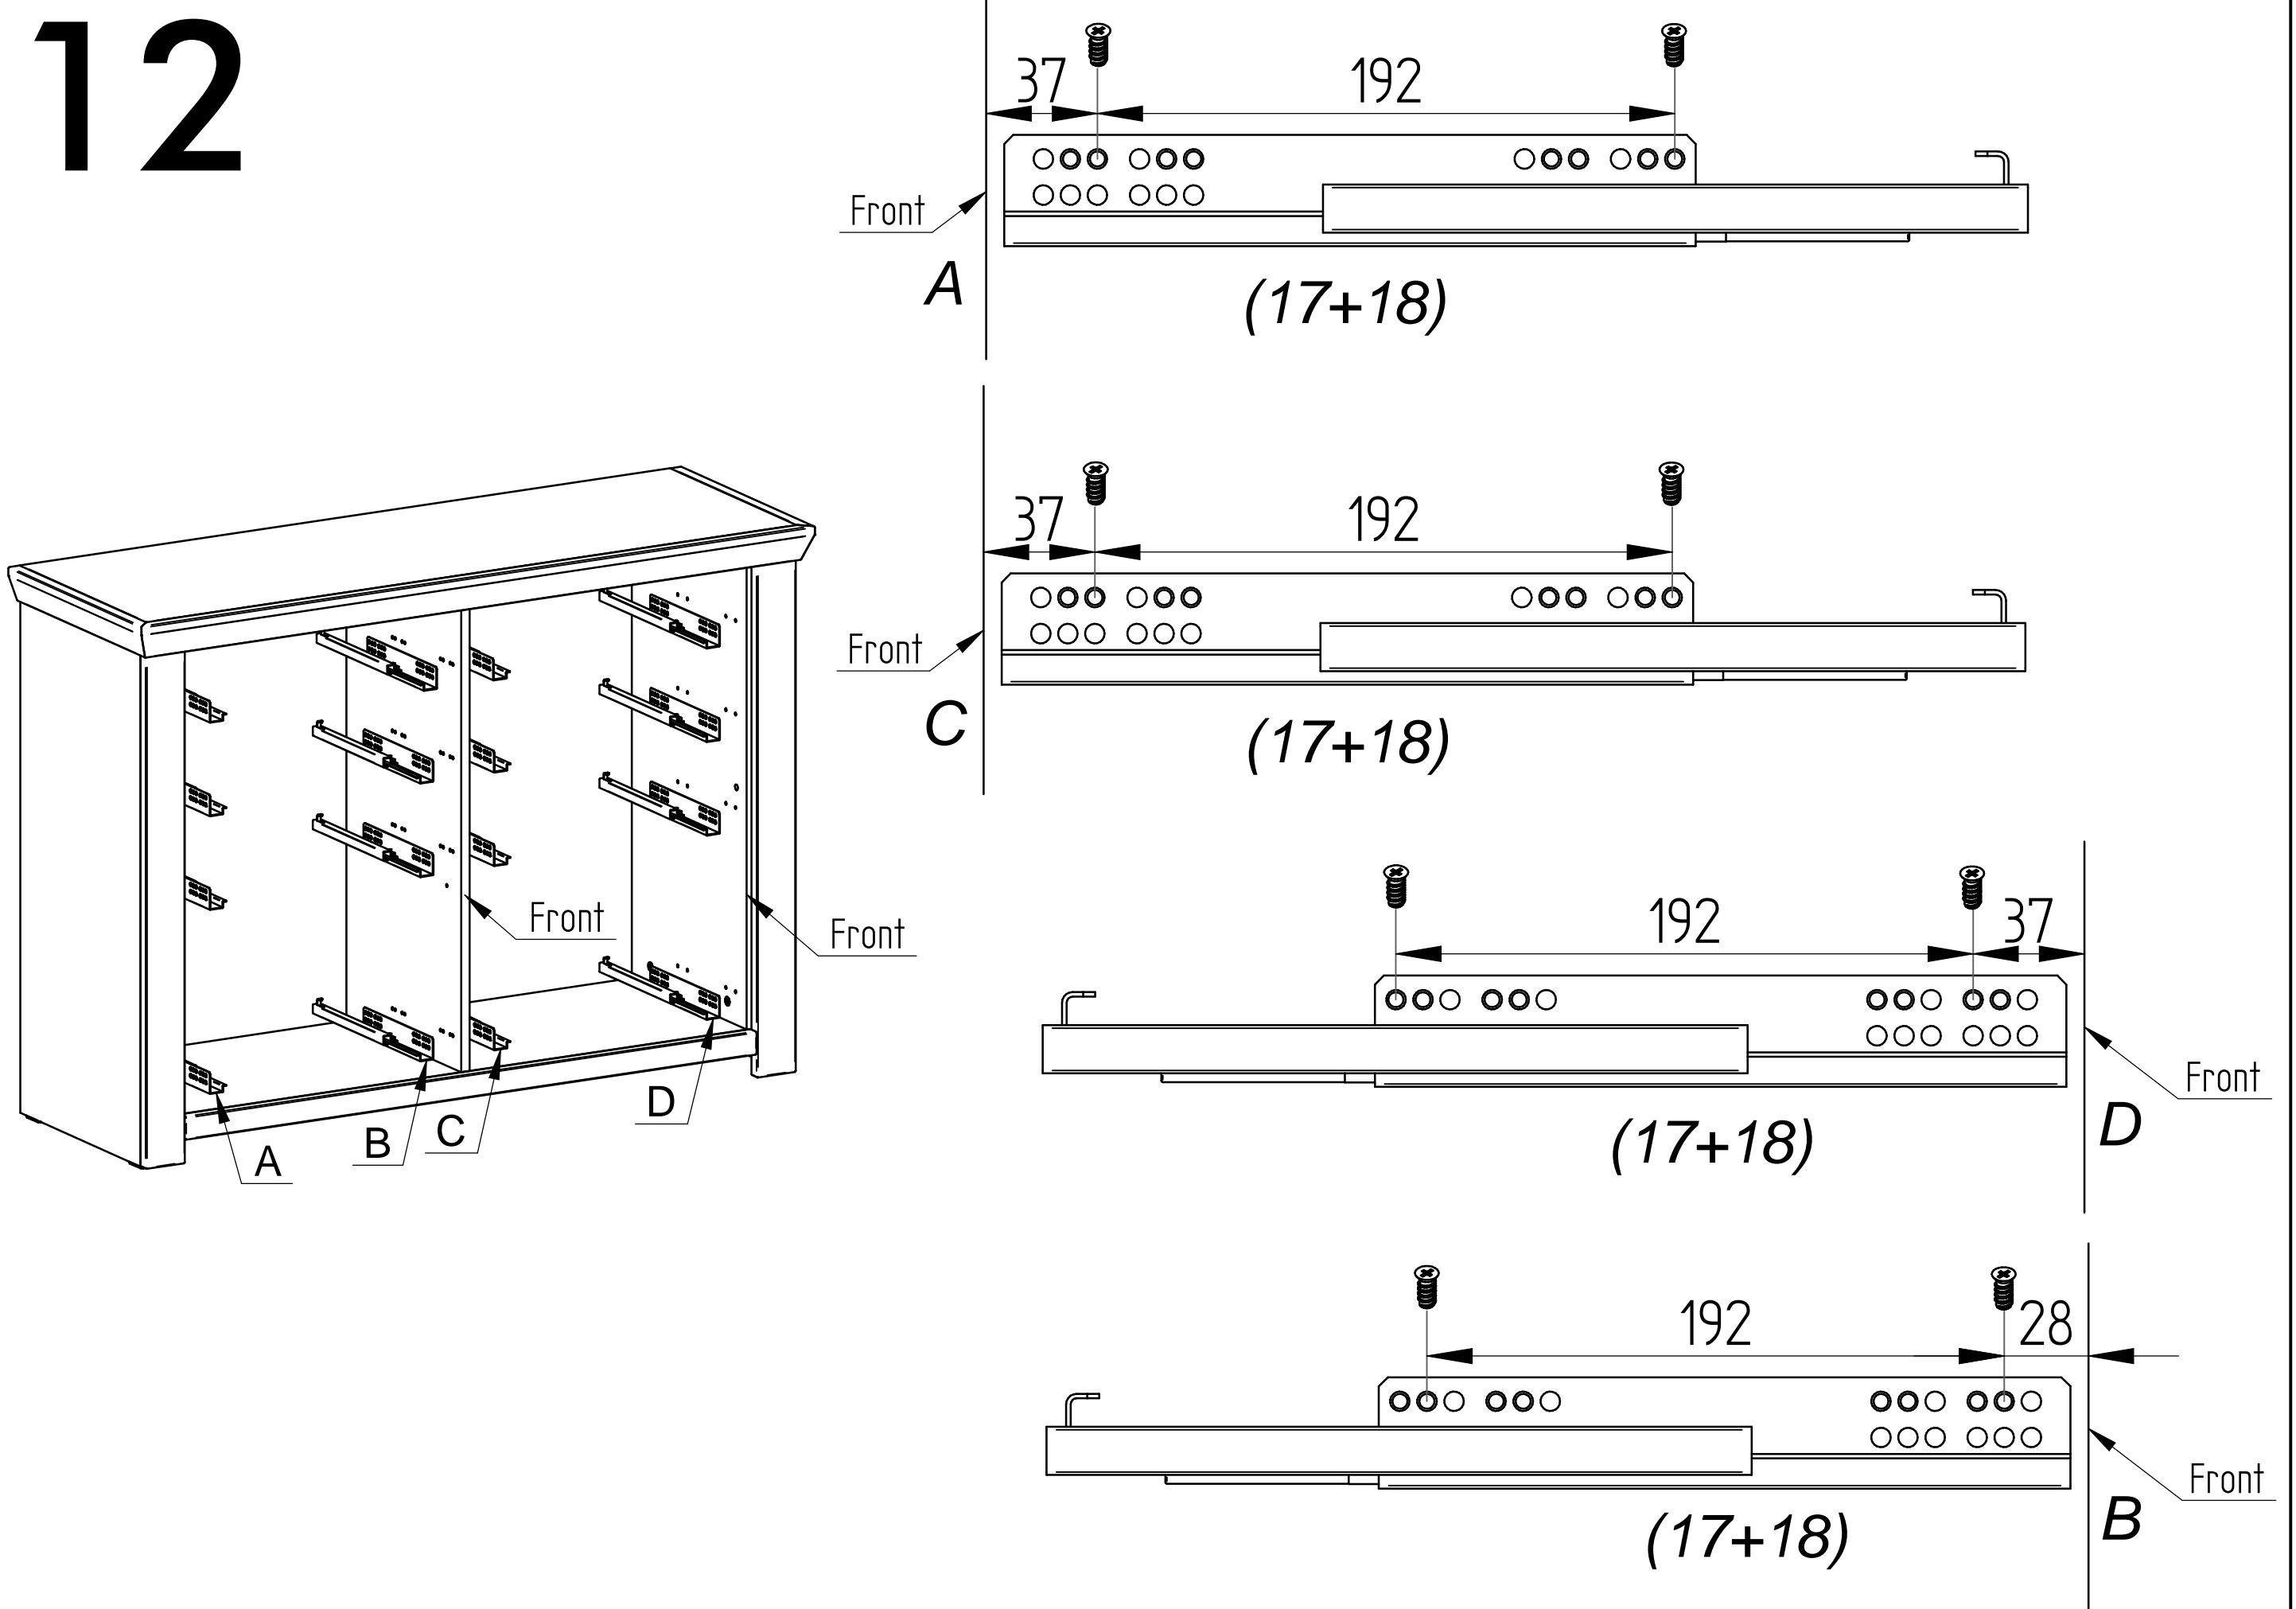 12
37
192
Front
A
(17+18)
37
192
Front
C
(17+18)
Front
Front
A
B
C
D
192
37
Front
D
(17+18)
192
28
Front
B
(17+18)